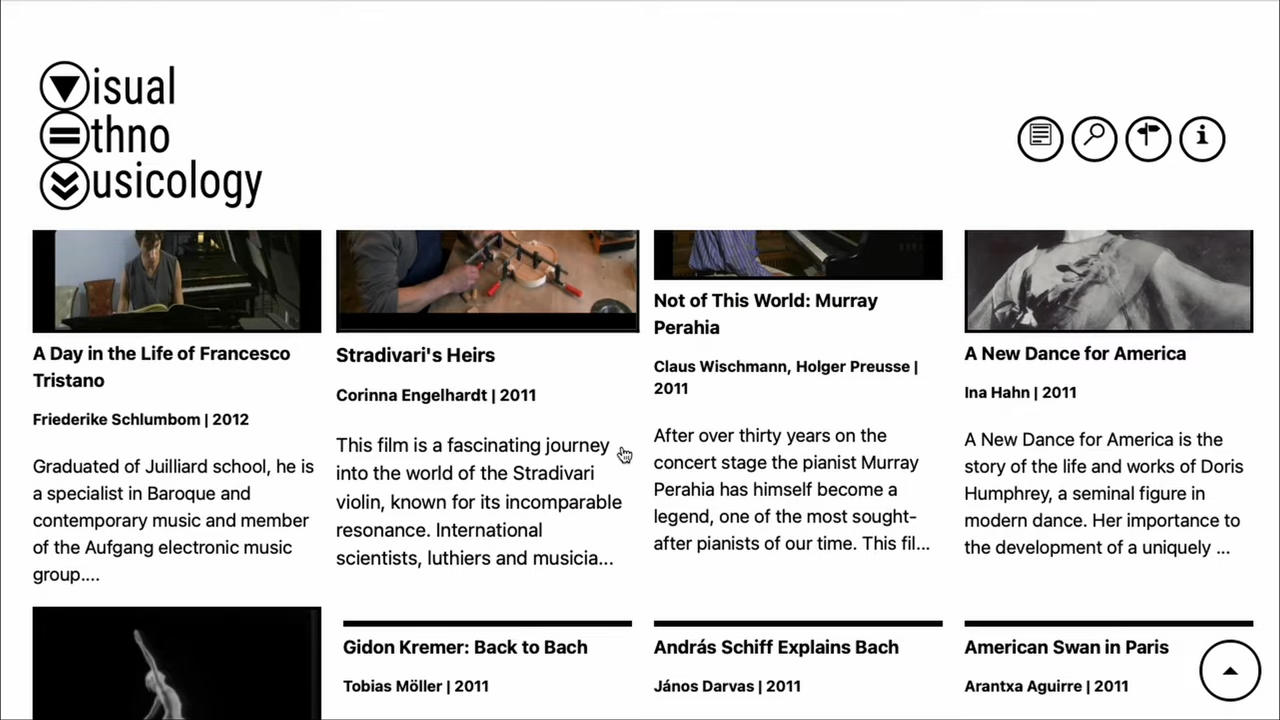 isual
thno
usicology
A Day in the Life of Francesco
Tristano
Friederike Schlumbom | 2012
Graduated of Juilliard school, he is
a specialist in Baroque and
contemporary music and member
of the Aufgang electronic music
group....
Stradivari's Heirs
Corinna Engelhardt | 2011
This film is a fascinating journey
into the world of the Stradivari
violin, known for its incomparable
resonance. International
scientists, luthiers and musicia...
Not of This World: Murray
Perahia
Claus Wischmann, Holger Preusse |
2011
After over thirty years on the
concert stage the pianist Murray
Perahia has himself become a
legend, one of the most sought-
after pianists of our time. This fil...
A New Dance for America
Ina Hahn | 2011
A New Dance for America is the
story of the life and works of Doris
Humphrey, a seminal figure in
modern dance. Her importance to
the development of a uniquely ...
Gidon Kremer: Back to Bach
Tobias Möller | 2011
András Schiff Explains Bach
János Darvas | 2011
American Swan in Paris
Arantxa Aguirre | 2011